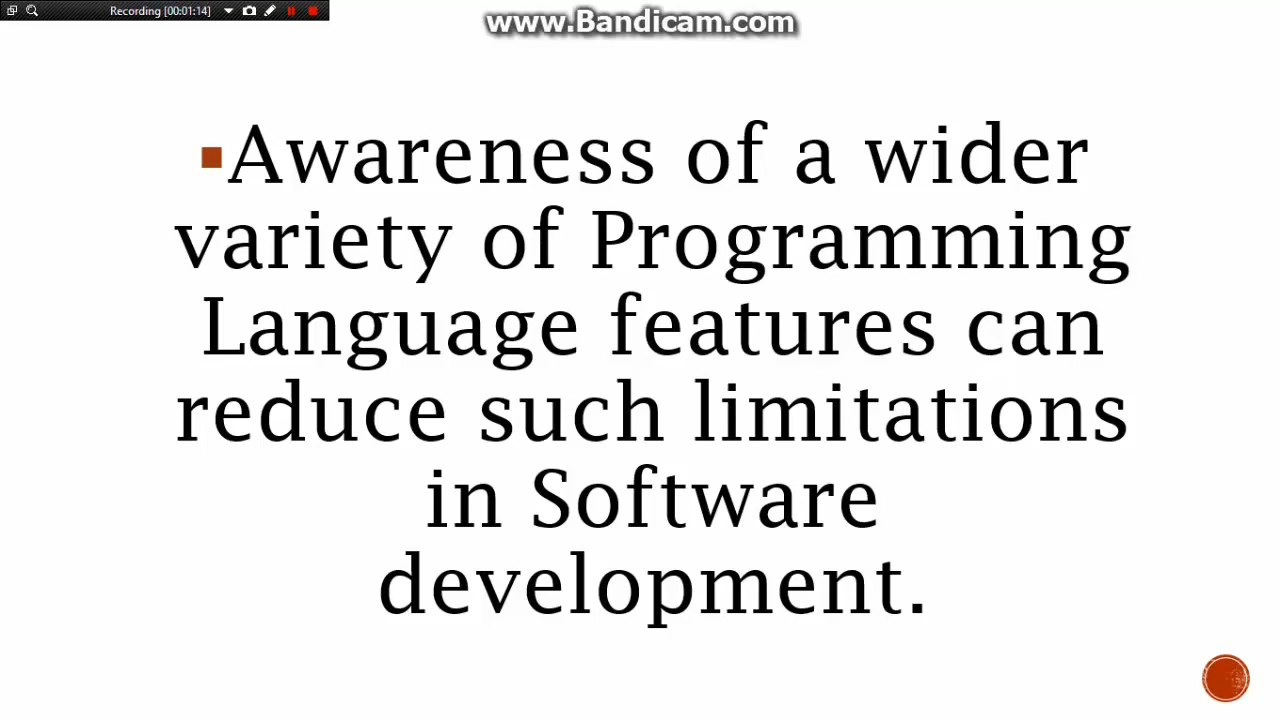 Recording [00:01:14]
www.Bandicam.com
▪Awareness of a wider
variety of Programming
Language features can
reduce such limitations
in Software
development.